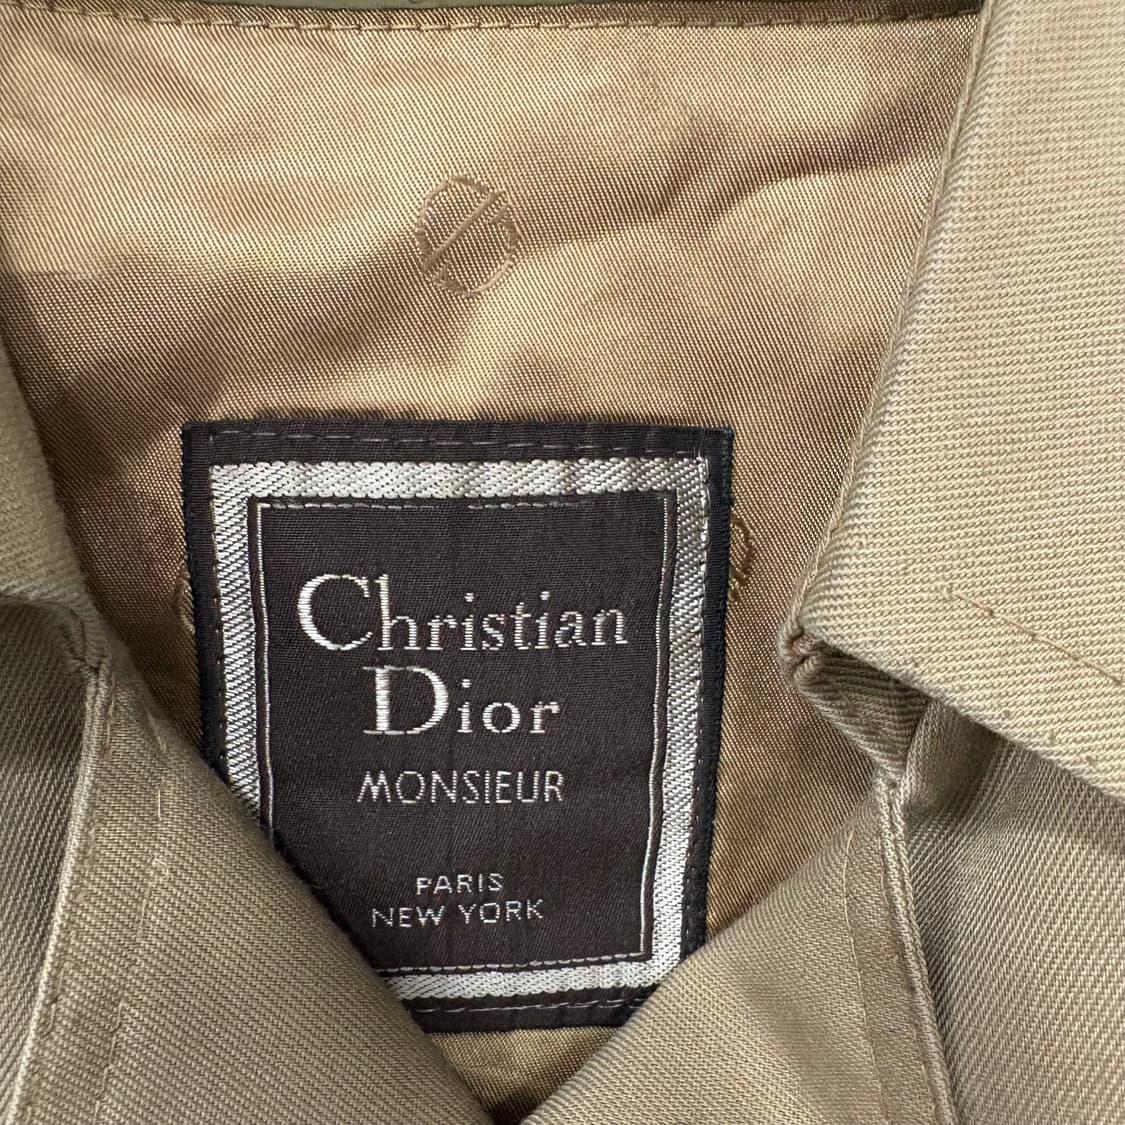 Christian
Dior
MONSIEUR
PARIS
NEW YORK